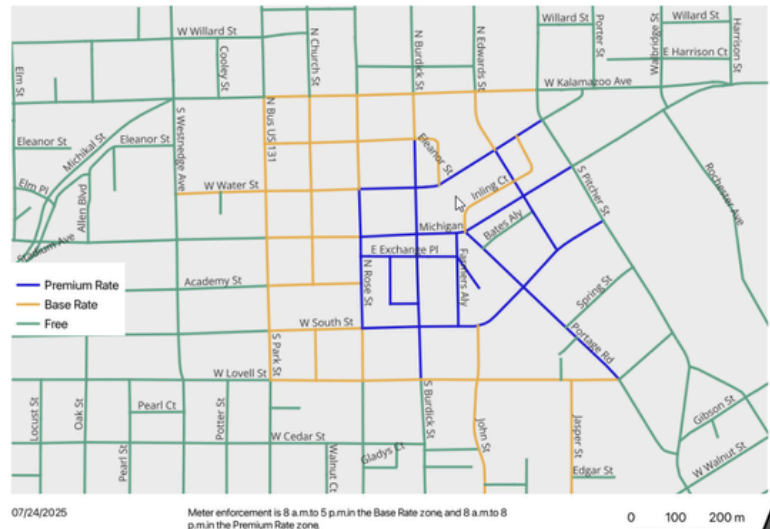 Willard St
Willard St
W Willard St
Porter St
Walbridge St
Harrison St
N Church St
N Burdick St
N Edwards St
Cooley St
E Harrison Ct
Elm St
W Kalamazoo Ave
N Bus US 131
S Westnedge Ave
Eleanor St
Michikal St
Eleanor St
Eleanor St
Elm Pl
Allen Blvd
W Water St
Inling Ct
S Pitcher St
Rochester Ave
Michigan
Bates Aly
Stadium Ave
E Exchange Pl
Farmers Aly
N Rose St
Premium Rate
Base Rate
Free
Academy St
Spring St
W South St
Portage Rd
S Park St
W Lovell St
Locust St
Oak St
Pearl Ct
Potter St
S Burdick St
John St
Jasper St
Gibson St
W Cedar St
Pearl St
Walnut Ct
Gladys Ct
Edgar St
W Walnut St
07/24/2025
Meter enforcement is 8 a.m.to 5 p.m.in the Base Rate zone, and 8 a.m.to 8
p.m.in the Premium Rate zone.
0 100 200 m